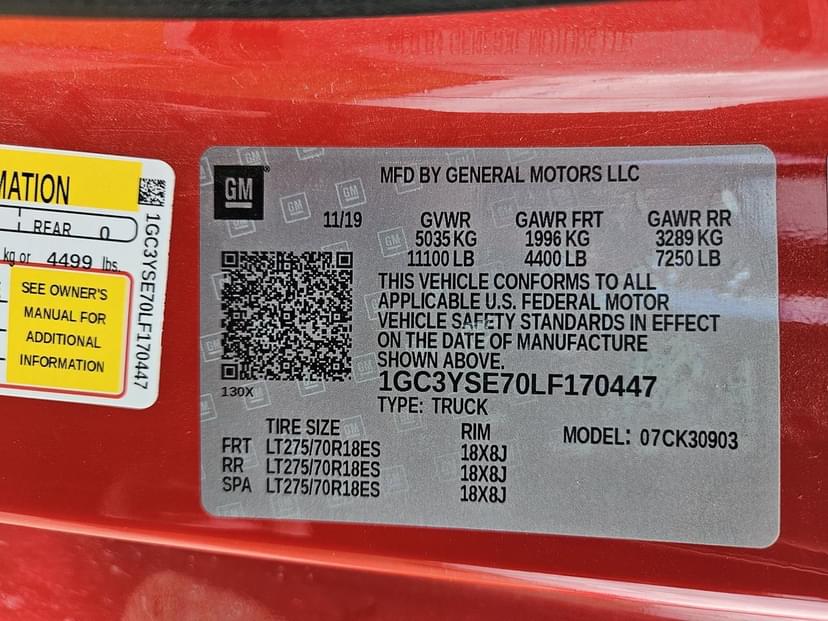 MATION
REAR 0
kg or 4499 lbs.
SEE OWNER'S
MANUAL FOR
ADDITIONAL
INFORMATION
1GC3YSE70LF170447
GM
MFD BY GENERAL MOTORS LLC
11/19 GVWR GAWR FRT GAWR RR
5035 KG 1996 KG 3289 KG
11100 LB 4400 LB 7250 LB
THIS VEHICLE CONFORMS TO ALL
APPLICABLE U.S. FEDERAL MOTOR
VEHICLE SAFETY STANDARDS IN EFFECT
ON THE DATE OF MANUFACTURE
SHOWN ABOVE.
1GC3YSE70LF170447
130X
TYPE: TRUCK
TIRE SIZE RIM MODEL: 07CK30903
FRT LT275/70R18ES 18X8J
RR LT275/70R18ES 18X8J
SPA LT275/70R18ES 18X8J